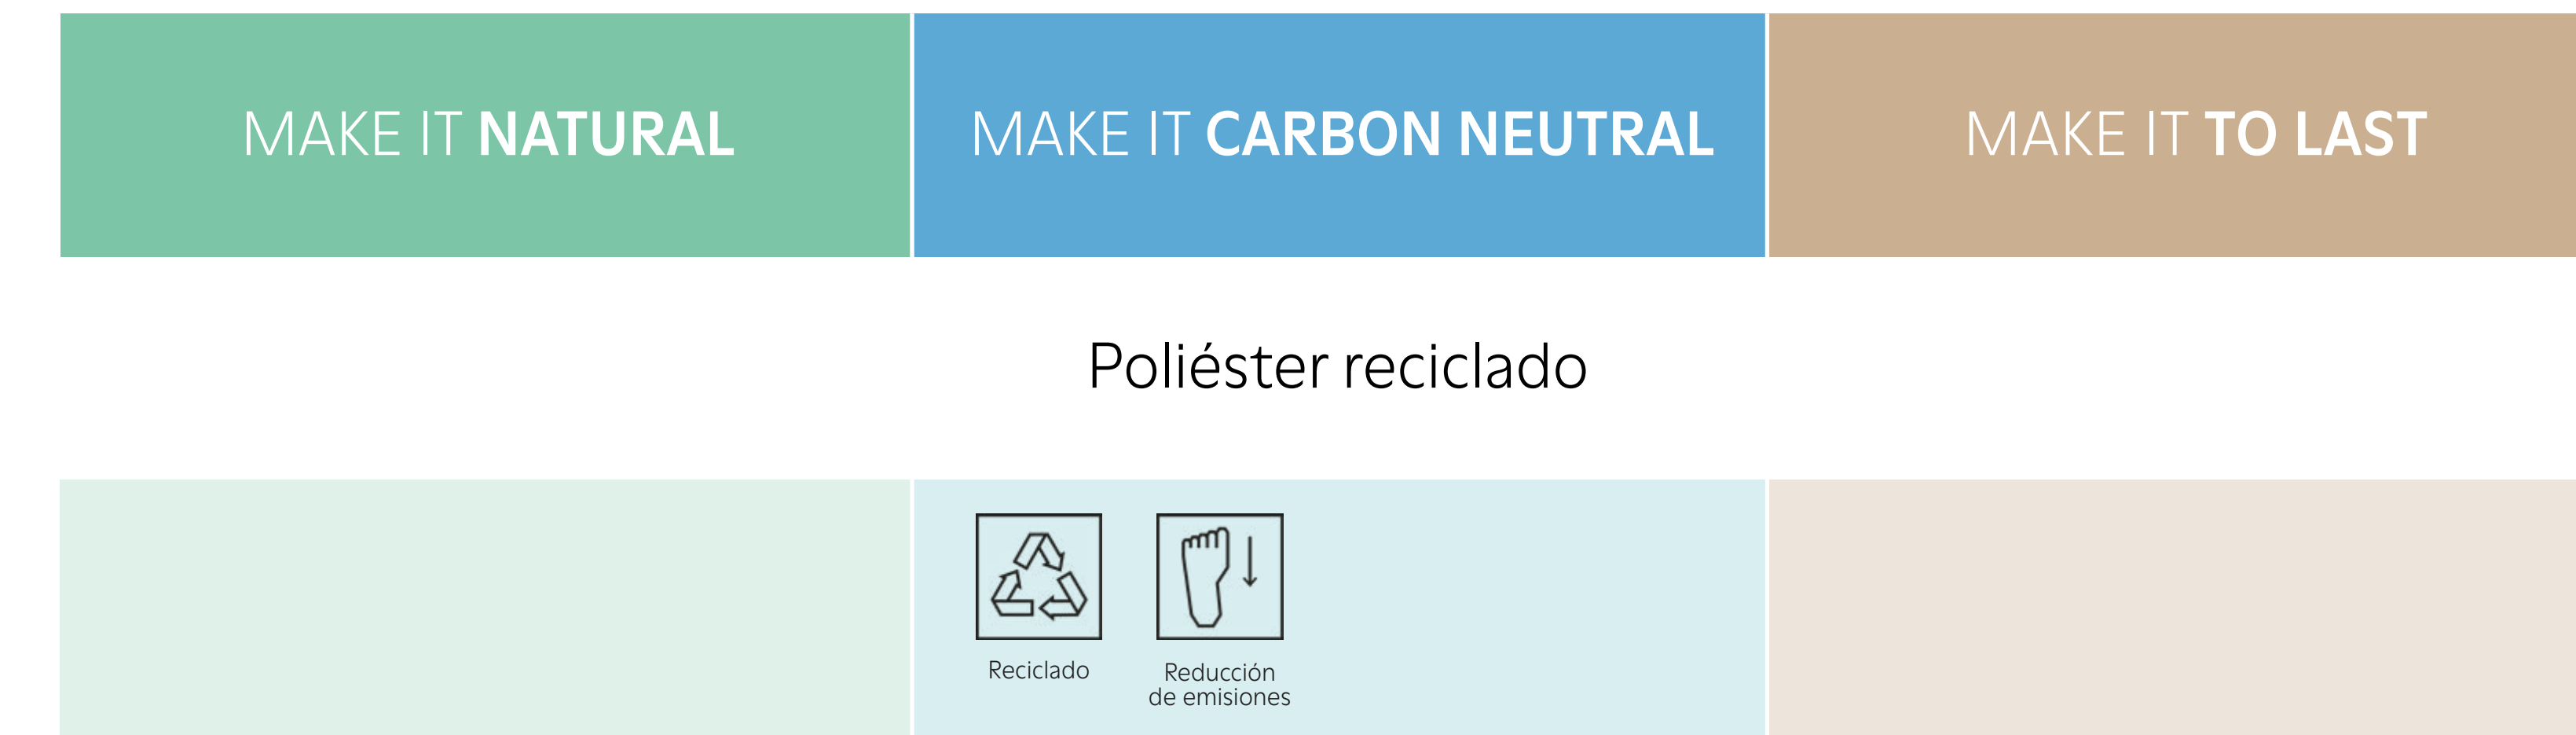 MAKE IT NATURAL
MAKE IT CARBON NEUTRAL
MAKE IT TO LAST
Poliéster reciclado
Reciclado
Reducción
de emisiones